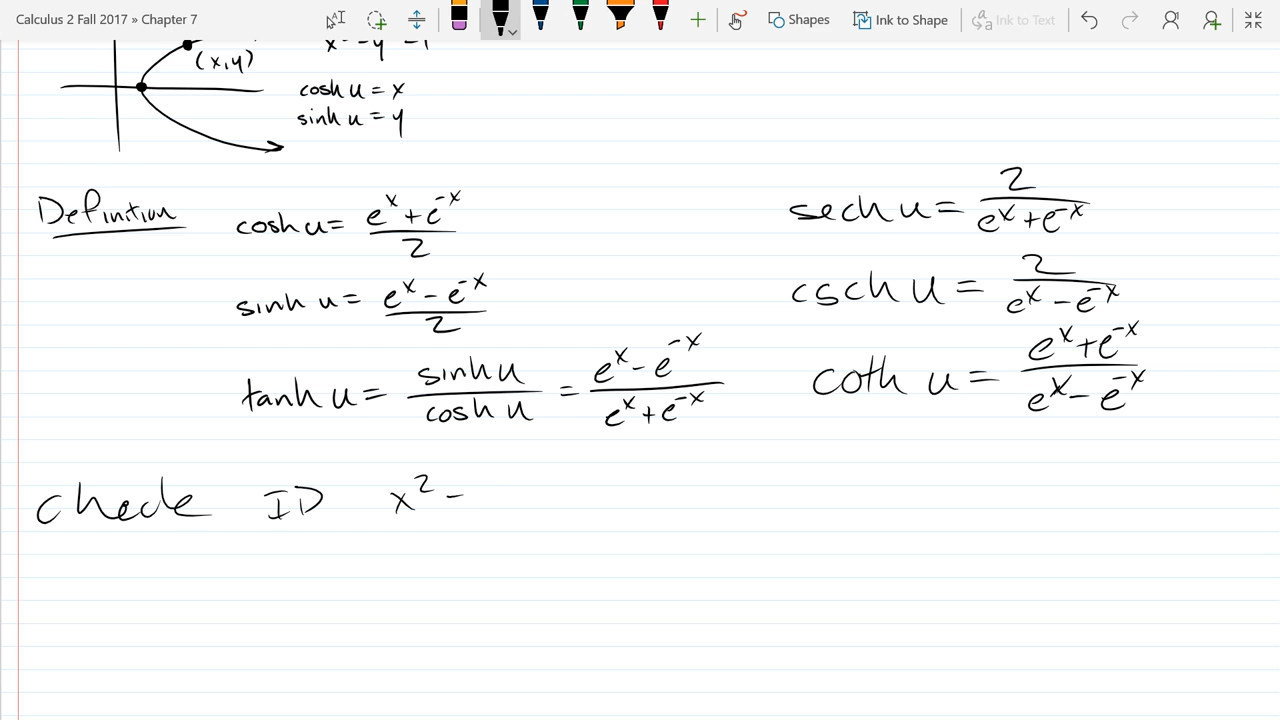 Calculus 2 Fall 2017 » Chapter 7
Shapes
Ink to Shape
Ink to Text
(x,y)
cosh u = x
sinh u = y
Definition
cosh u = (e^x + e^-x)/2
sinh u = (e^x - e^-x)/2
tanh u = sinh u / cosh u = (e^x - e^-x)/(e^x + e^-x)
sech u = 2/(e^x + e^-x)
csch u = 2/(e^x - e^-x)
coth u = (e^x + e^-x)/(e^x - e^-x)
Check ID x² -